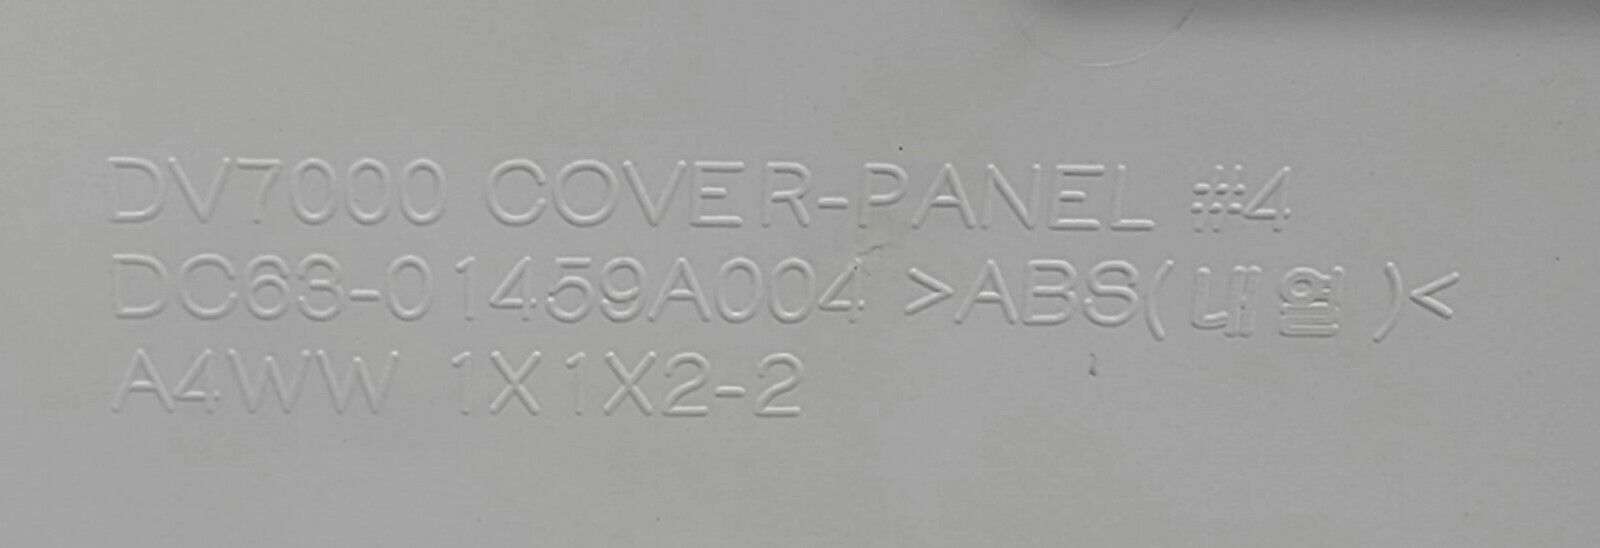 DV7000 COVER-PANEL #4
DC63-01459A004 >ABS(내열)<
A4WW 1X1X2-2